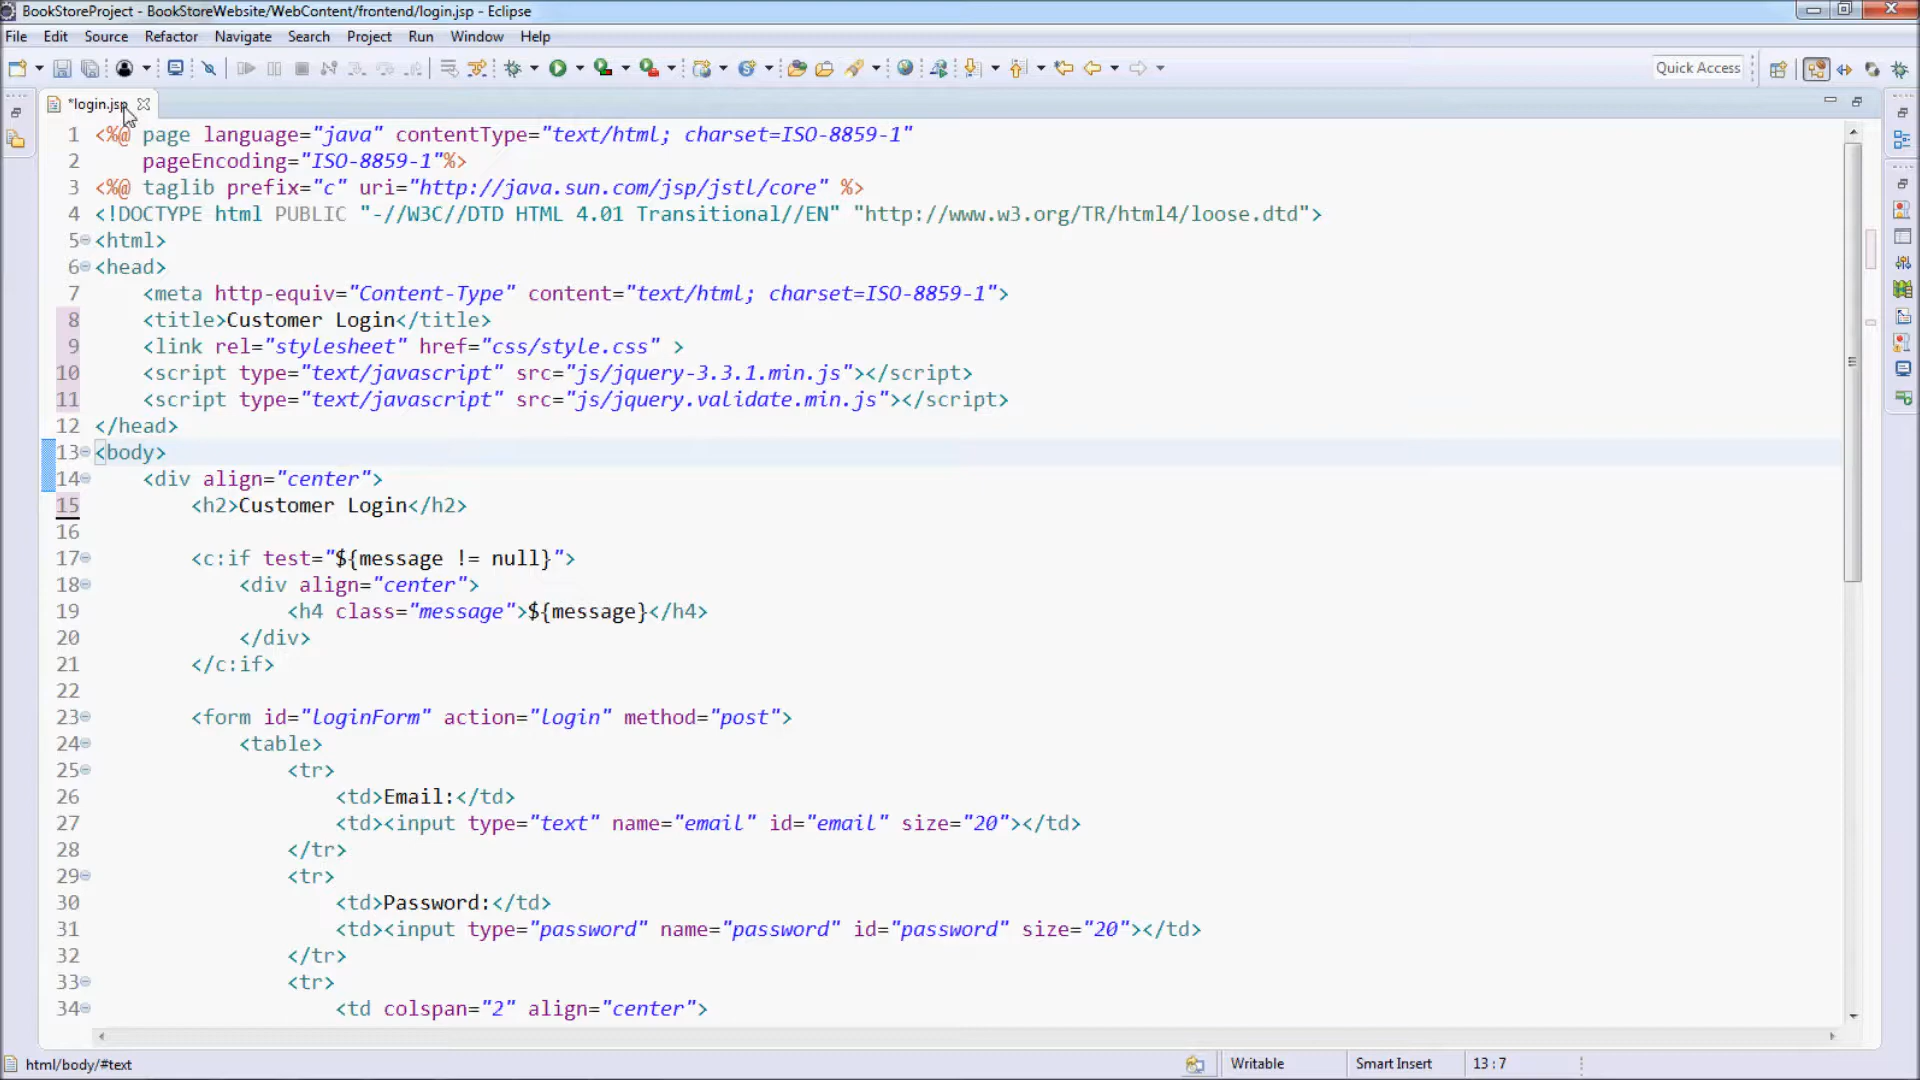 BookStoreProject - BookStoreWebsite/WebContent/frontend/login.jsp - Eclipse
File Edit Source Refactor Navigate Search Project Run Window Help
Quick Access
*login.jsp
1 <%@ page language="java" contentType="text/html; charset=ISO-8859-1"
2     pageEncoding="ISO-8859-1"%>
3 <%@ taglib prefix="c" uri="http://java.sun.com/jsp/jstl/core" %>
4 <!DOCTYPE html PUBLIC "-//W3C//DTD HTML 4.01 Transitional//EN" "http://www.w3.org/TR/html4/loose.dtd">
5 <html>
6 <head>
7     <meta http-equiv="Content-Type" content="text/html; charset=ISO-8859-1">
8     <title>Customer Login</title>
9     <link rel="stylesheet" href="css/style.css" >
10     <script type="text/javascript" src="js/jquery-3.3.1.min.js"></script>
11     <script type="text/javascript" src="js/jquery.validate.min.js"></script>
12 </head>
13 <body>
14     <div align="center">
15         <h2>Customer Login</h2>
16
17         <c:if test="${message != null}">
18             <div align="center">
19                 <h4 class="message">${message}</h4>
20             </div>
21         </c:if>
22
23         <form id="loginForm" action="login" method="post">
24             <table>
25                 <tr>
26                     <td>Email:</td>
27                     <td><input type="text" name="email" id="email" size="20"></td>
28                 </tr>
29                 <tr>
30                     <td>Password:</td>
31                     <td><input type="password" name="password" id="password" size="20"></td>
32                 </tr>
33                 <tr>
34                     <td colspan="2" align="center">
html/body/#text Writable Smart Insert 13 : 7